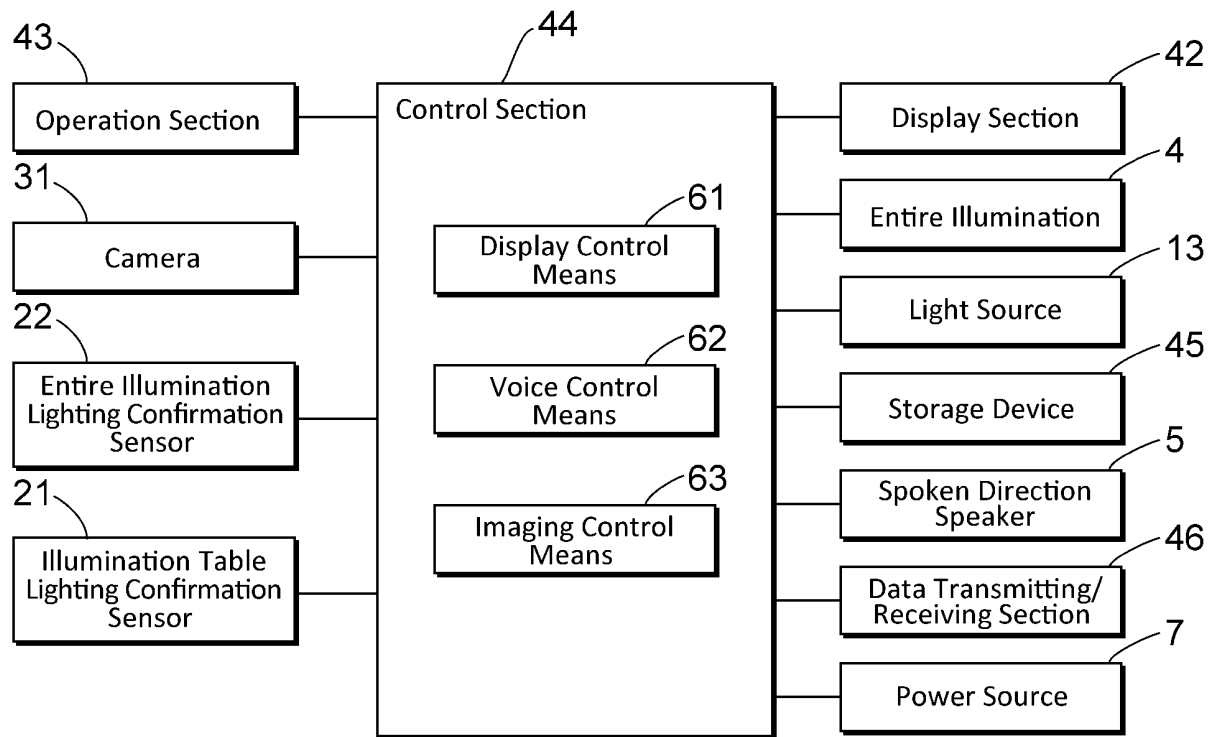 43
Operation Section
31
Camera
22
Entire Illumination
Lighting Confirmation
Sensor
21
Illumination Table
Lighting Confirmation
Sensor
44
Control Section
61
Display Control
Means
62
Voice Control
Means
63
Imaging Control
Means
42
Display Section
4
Entire Illumination
13
Light Source
45
Storage Device
5
Spoken Direction
Speaker
46
Data Transmitting/
Receiving Section
7
Power Source